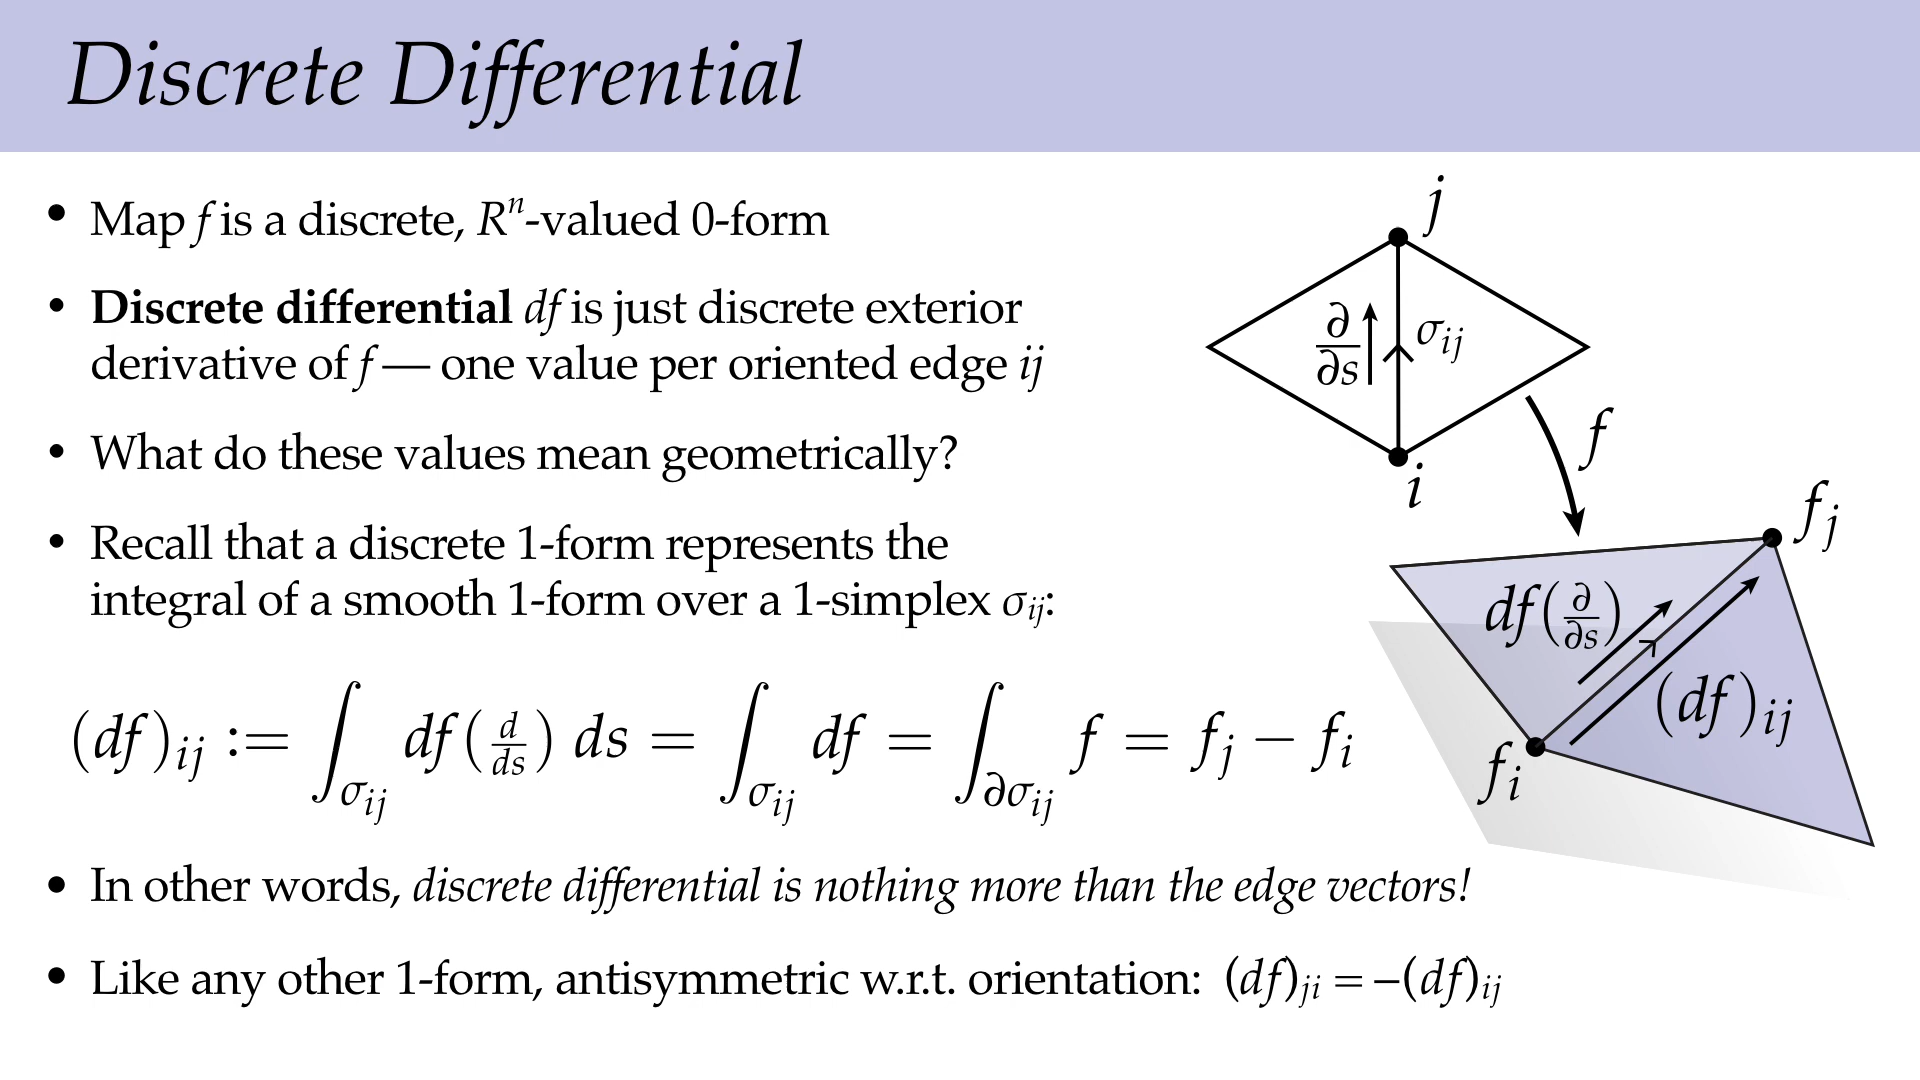 Discrete Differential
• Map f is a discrete, Rⁿ-valued 0-form
• Discrete differential df is just discrete exterior
derivative of f — one value per oriented edge ij
• What do these values mean geometrically?
• Recall that a discrete 1-form represents the
integral of a smooth 1-form over a 1-simplex σᵢⱼ:
(df)ᵢⱼ := ∫_{σᵢⱼ} df(d/ds) ds = ∫_{σᵢⱼ} df = ∫_{∂σᵢⱼ} f = fⱼ − fᵢ
• In other words, discrete differential is nothing more than the edge vectors!
• Like any other 1-form, antisymmetric w.r.t. orientation: (df)ⱼᵢ = –(df)ᵢⱼ
j
∂/∂s
σᵢⱼ
i
f
fⱼ
df(∂/∂s)
(df)ᵢⱼ
fᵢ